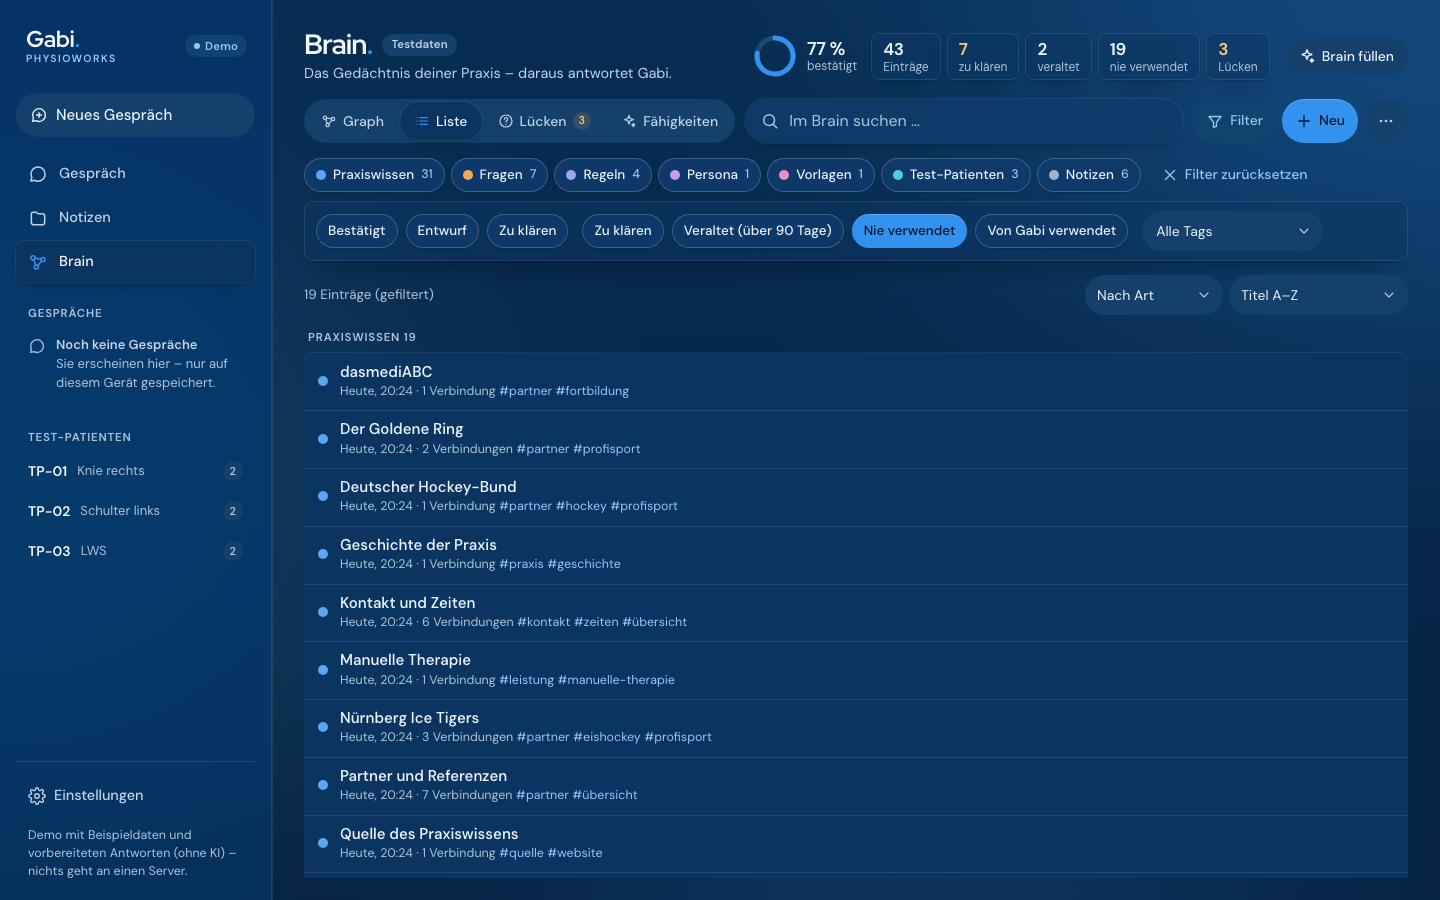 Gabi.
PHYSIOWORKS
Demo
Neues Gespräch
Gespräch
Notizen
Brain
GESPRÄCHE
Noch keine Gespräche
Sie erscheinen hier – nur auf
diesem Gerät gespeichert.
TEST-PATIENTEN
TP-01 Knie rechts 2
TP-02 Schulter links 2
TP-03 LWS 2
Einstellungen
Demo mit Beispieldaten und
vorbereiteten Antworten (ohne KI) –
nichts geht an einen Server.
Brain. Testdaten
Das Gedächtnis deiner Praxis – daraus antwortet Gabi.
77 % bestätigt
43 Einträge
7 zu klären
2 veraltet
19 nie verwendet
3 Lücken
Brain füllen
Graph Liste Lücken 3 Fähigkeiten
Im Brain suchen ...
Filter
Neu
Praxiswissen 31 Fragen 7 Regeln 4 Persona 1 Vorlagen 1 Test-Patienten 3 Notizen 6 Filter zurücksetzen
Bestätigt Entwurf Zu klären Zu klären Veraltet (über 90 Tage) Nie verwendet Von Gabi verwendet Alle Tags
19 Einträge (gefiltert)
Nach Art Titel A–Z
PRAXISWISSEN 19
dasmediABC
Heute, 20:24 · 1 Verbindung #partner #fortbildung
Der Goldene Ring
Heute, 20:24 · 2 Verbindungen #partner #profisport
Deutscher Hockey-Bund
Heute, 20:24 · 1 Verbindung #partner #hockey #profisport
Geschichte der Praxis
Heute, 20:24 · 1 Verbindung #praxis #geschichte
Kontakt und Zeiten
Heute, 20:24 · 6 Verbindungen #kontakt #zeiten #übersicht
Manuelle Therapie
Heute, 20:24 · 1 Verbindung #leistung #manuelle-therapie
Nürnberg Ice Tigers
Heute, 20:24 · 3 Verbindungen #partner #eishockey #profisport
Partner und Referenzen
Heute, 20:24 · 7 Verbindungen #partner #übersicht
Quelle des Praxiswissens
Heute, 20:24 · 1 Verbindung #quelle #website